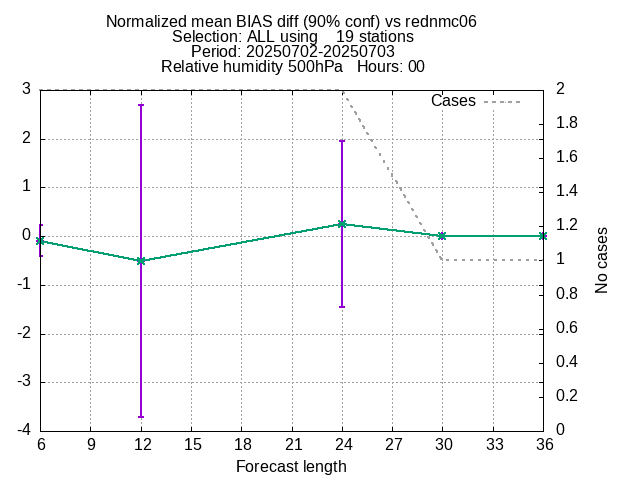 Normalized mean BIAS diff (90% conf) vs rednmc06
Selection: ALL using    19 stations
Period: 20250702-20250703
Relative humidity 500hPa   Hours: 00
Cases
3
2
1
0
-1
-2
-3
-4
2
1.8
1.6
1.4
1.2
1
0.8
0.6
0.4
0.2
0
No cases
6 9 12 15 18 21 24 27 30 33 36
Forecast length